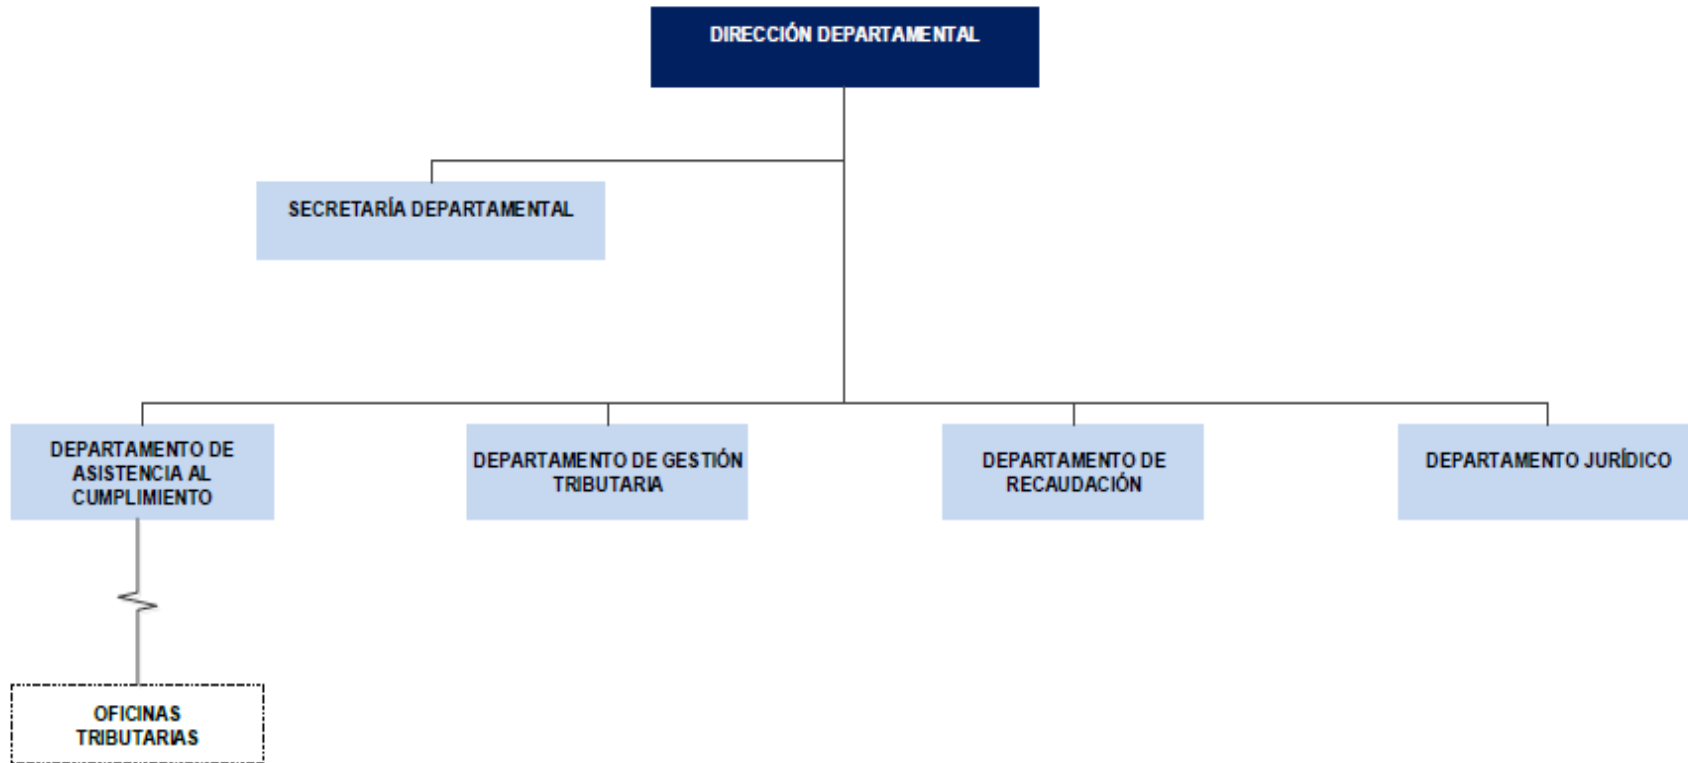 DIRECCIÓN DEPARTAMENTAL
SECRETARÍA DEPARTAMENTAL
DEPARTAMENTO DE
ASISTENCIA AL
CUMPLIMIENTO
DEPARTAMENTO DE GESTIÓN
TRIBUTARIA
DEPARTAMENTO DE
RECAUDACIÓN
DEPARTAMENTO JURÍDICO
OFICINAS
TRIBUTARIAS